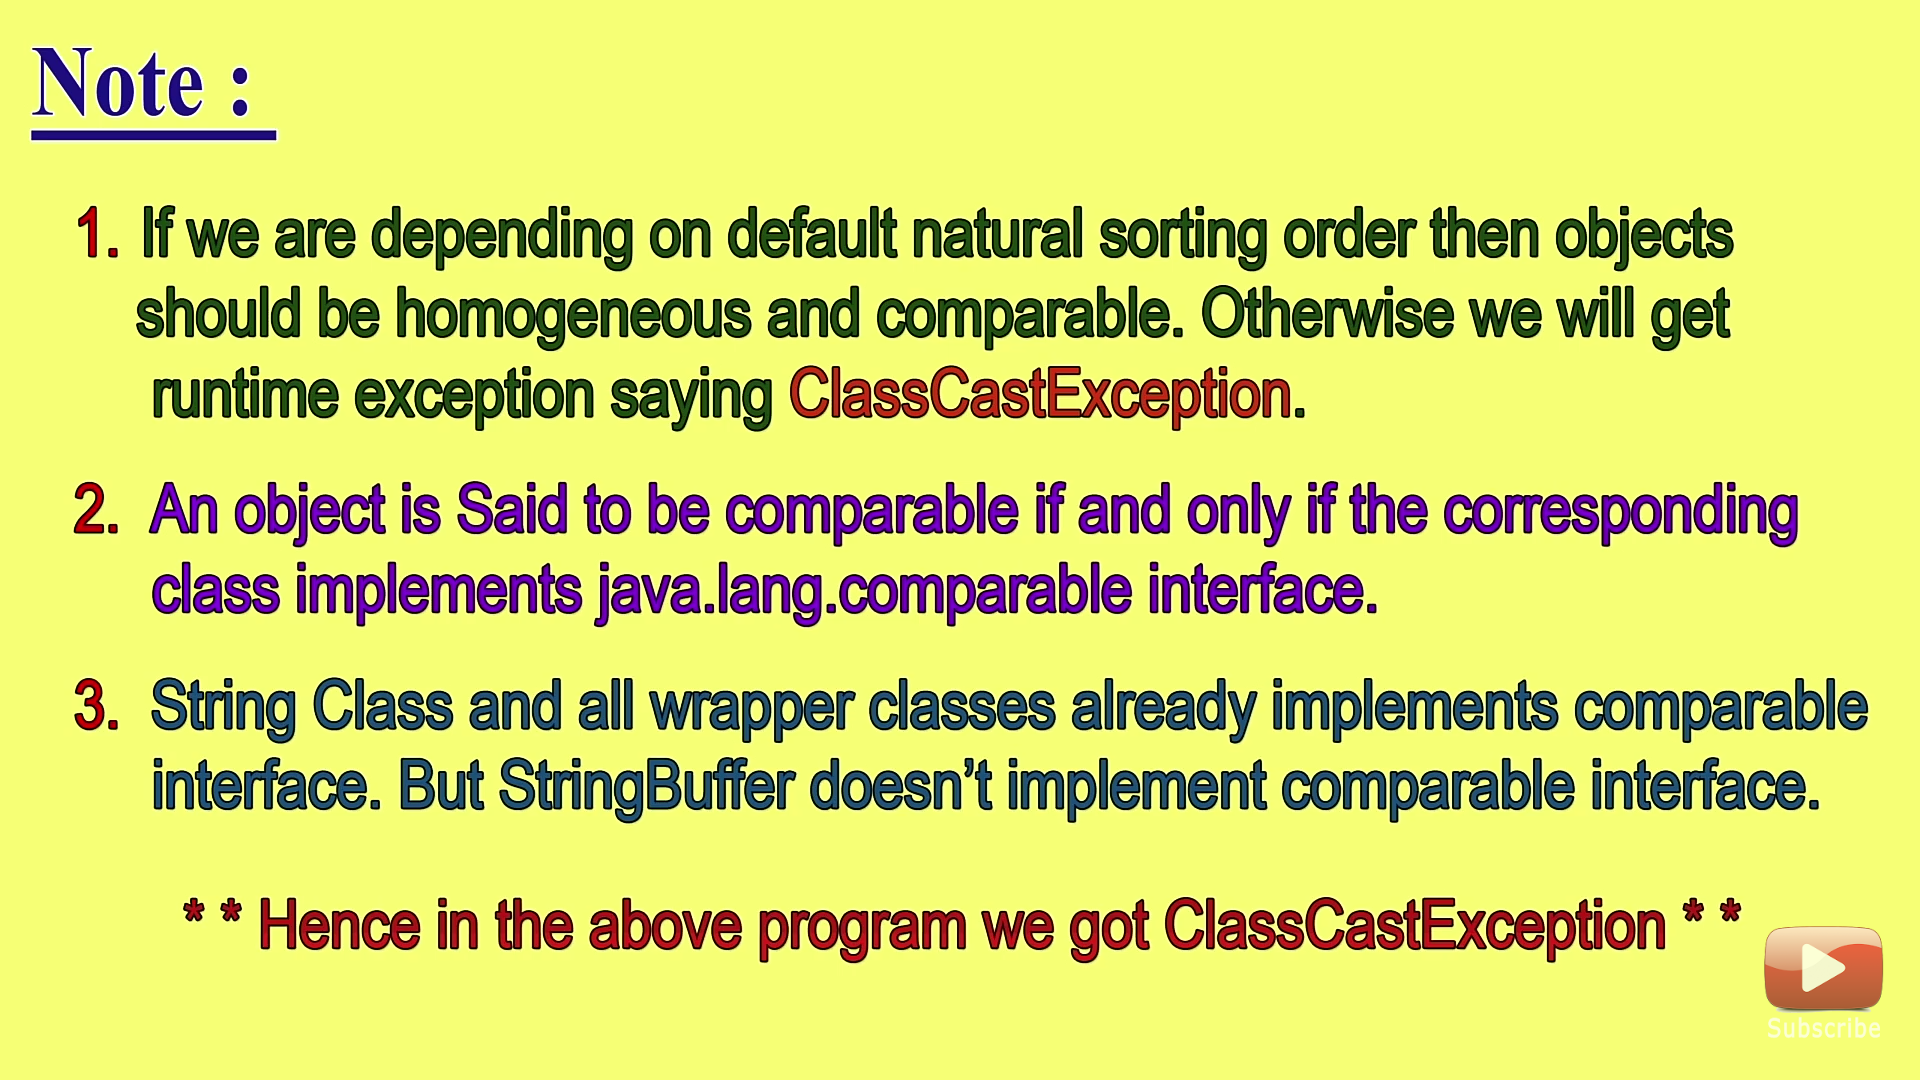 Note :
1. If we are depending on default natural sorting order then objects
should be homogeneous and comparable. Otherwise we will get
runtime exception saying ClassCastException.
2. An object is Said to be comparable if and only if the corresponding
class implements java.lang.comparable interface.
3. String Class and all wrapper classes already implements comparable
interface. But StringBuffer doesn’t implement comparable interface.
* * Hence in the above program we got ClassCastException * *
Subscribe